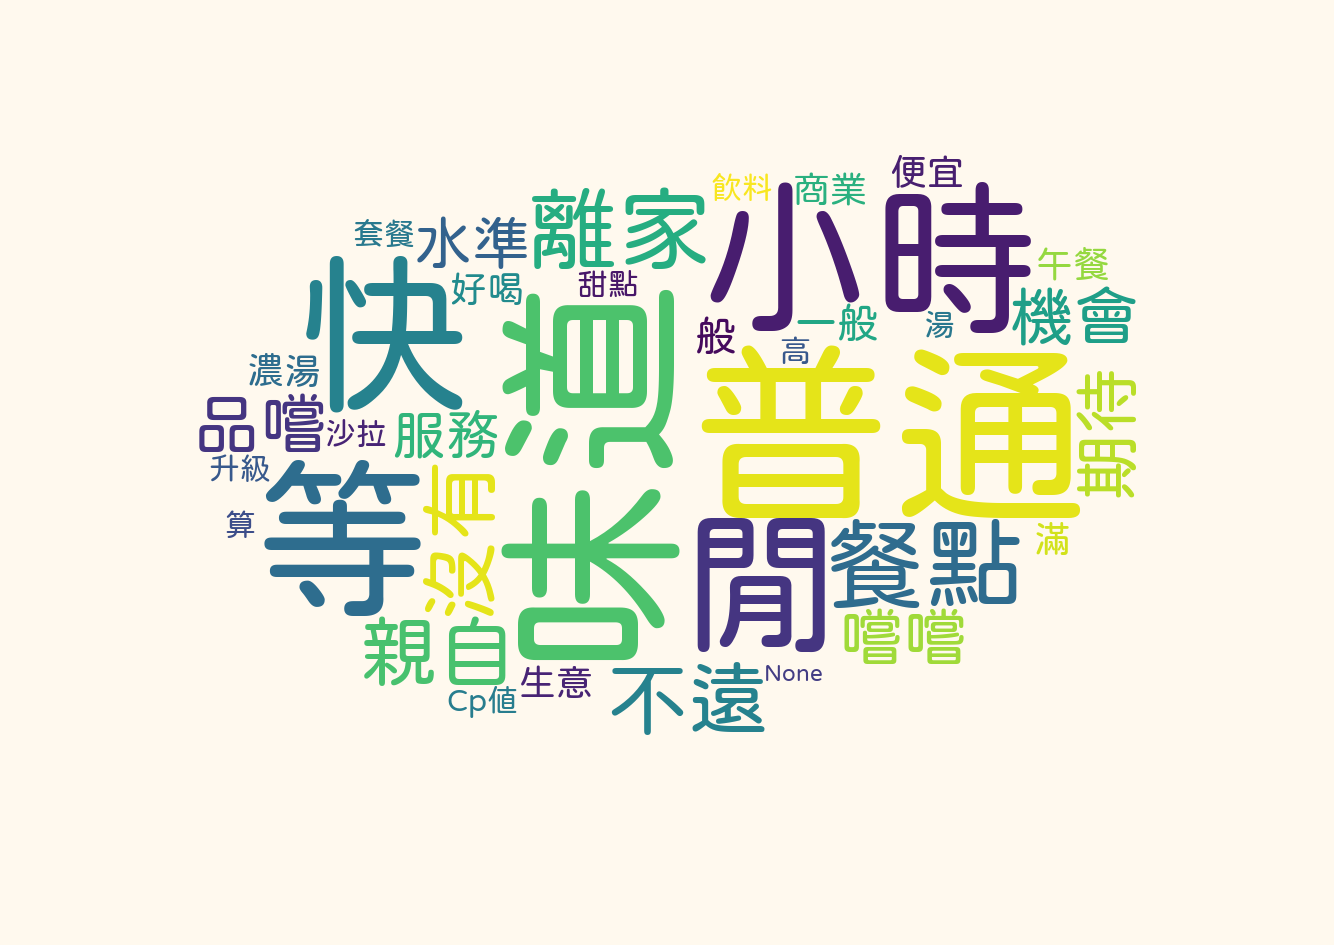 便宜
飲料
商業
小時
離家
水準
套餐
午餐
快
好喝
甜點
機會
一般
般
湯
高
味道
普通
濃湯
期待
品嚐
沙拉
服務
升級
等
沒有
算
閒
餐點
滿
嚐嚐
親自
不遠
生意
None
Cp值